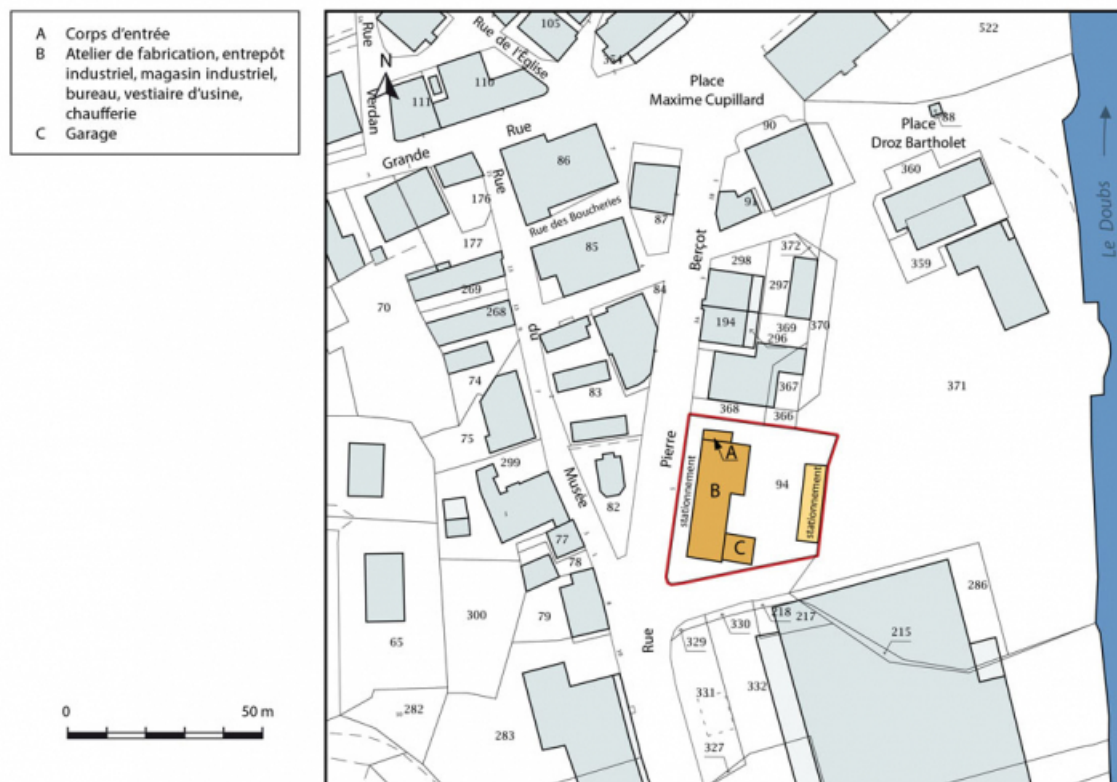 A Corps d'entrée
B Atelier de fabrication, entrepôt
industriel, magasin industriel,
bureau, vestiaire d'usine,
chaufferie
C Garage
0 50 m
N
Rue
Verdan
105
Rue de l'Église
354
522
110
111
Place
Maxime Cupillard
Grande
Rue
88
Place
Droz Bartholet
90
86
360
Le Doubs
176
Rue
91
87
Rue des Boucheries
177
85
Berçot
372
298
359
269
297
70
84
268
194
369
370
296
du
74
83
367
371
368
366
75
Pierre
A
299
Musée
B
94
stationnement
stationnement
82
C
77
78
286
300
79
218
217
330
65
Rue
329
215
331
332
282
283
327